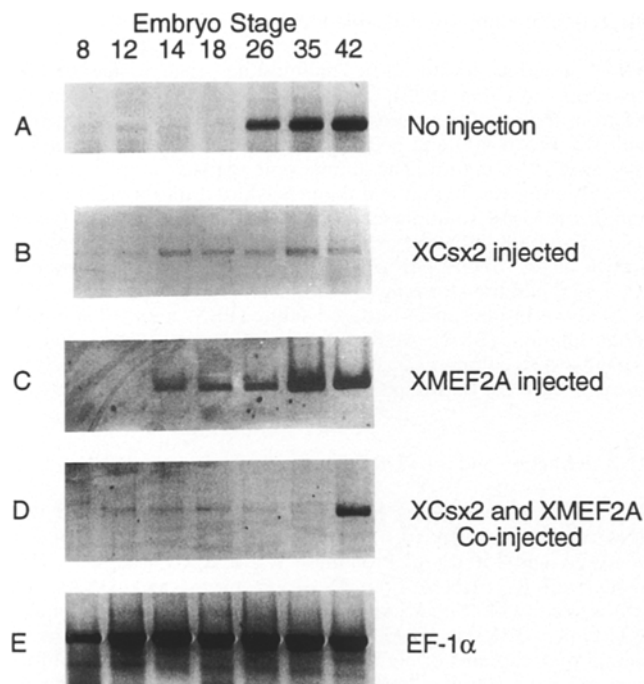 Embryo Stage
8 12 14 18 26 35 42
A No injection
B XCsx2 injected
C XMEF2A injected
D XCsx2 and XMEF2A
Co-injected
E EF-1α